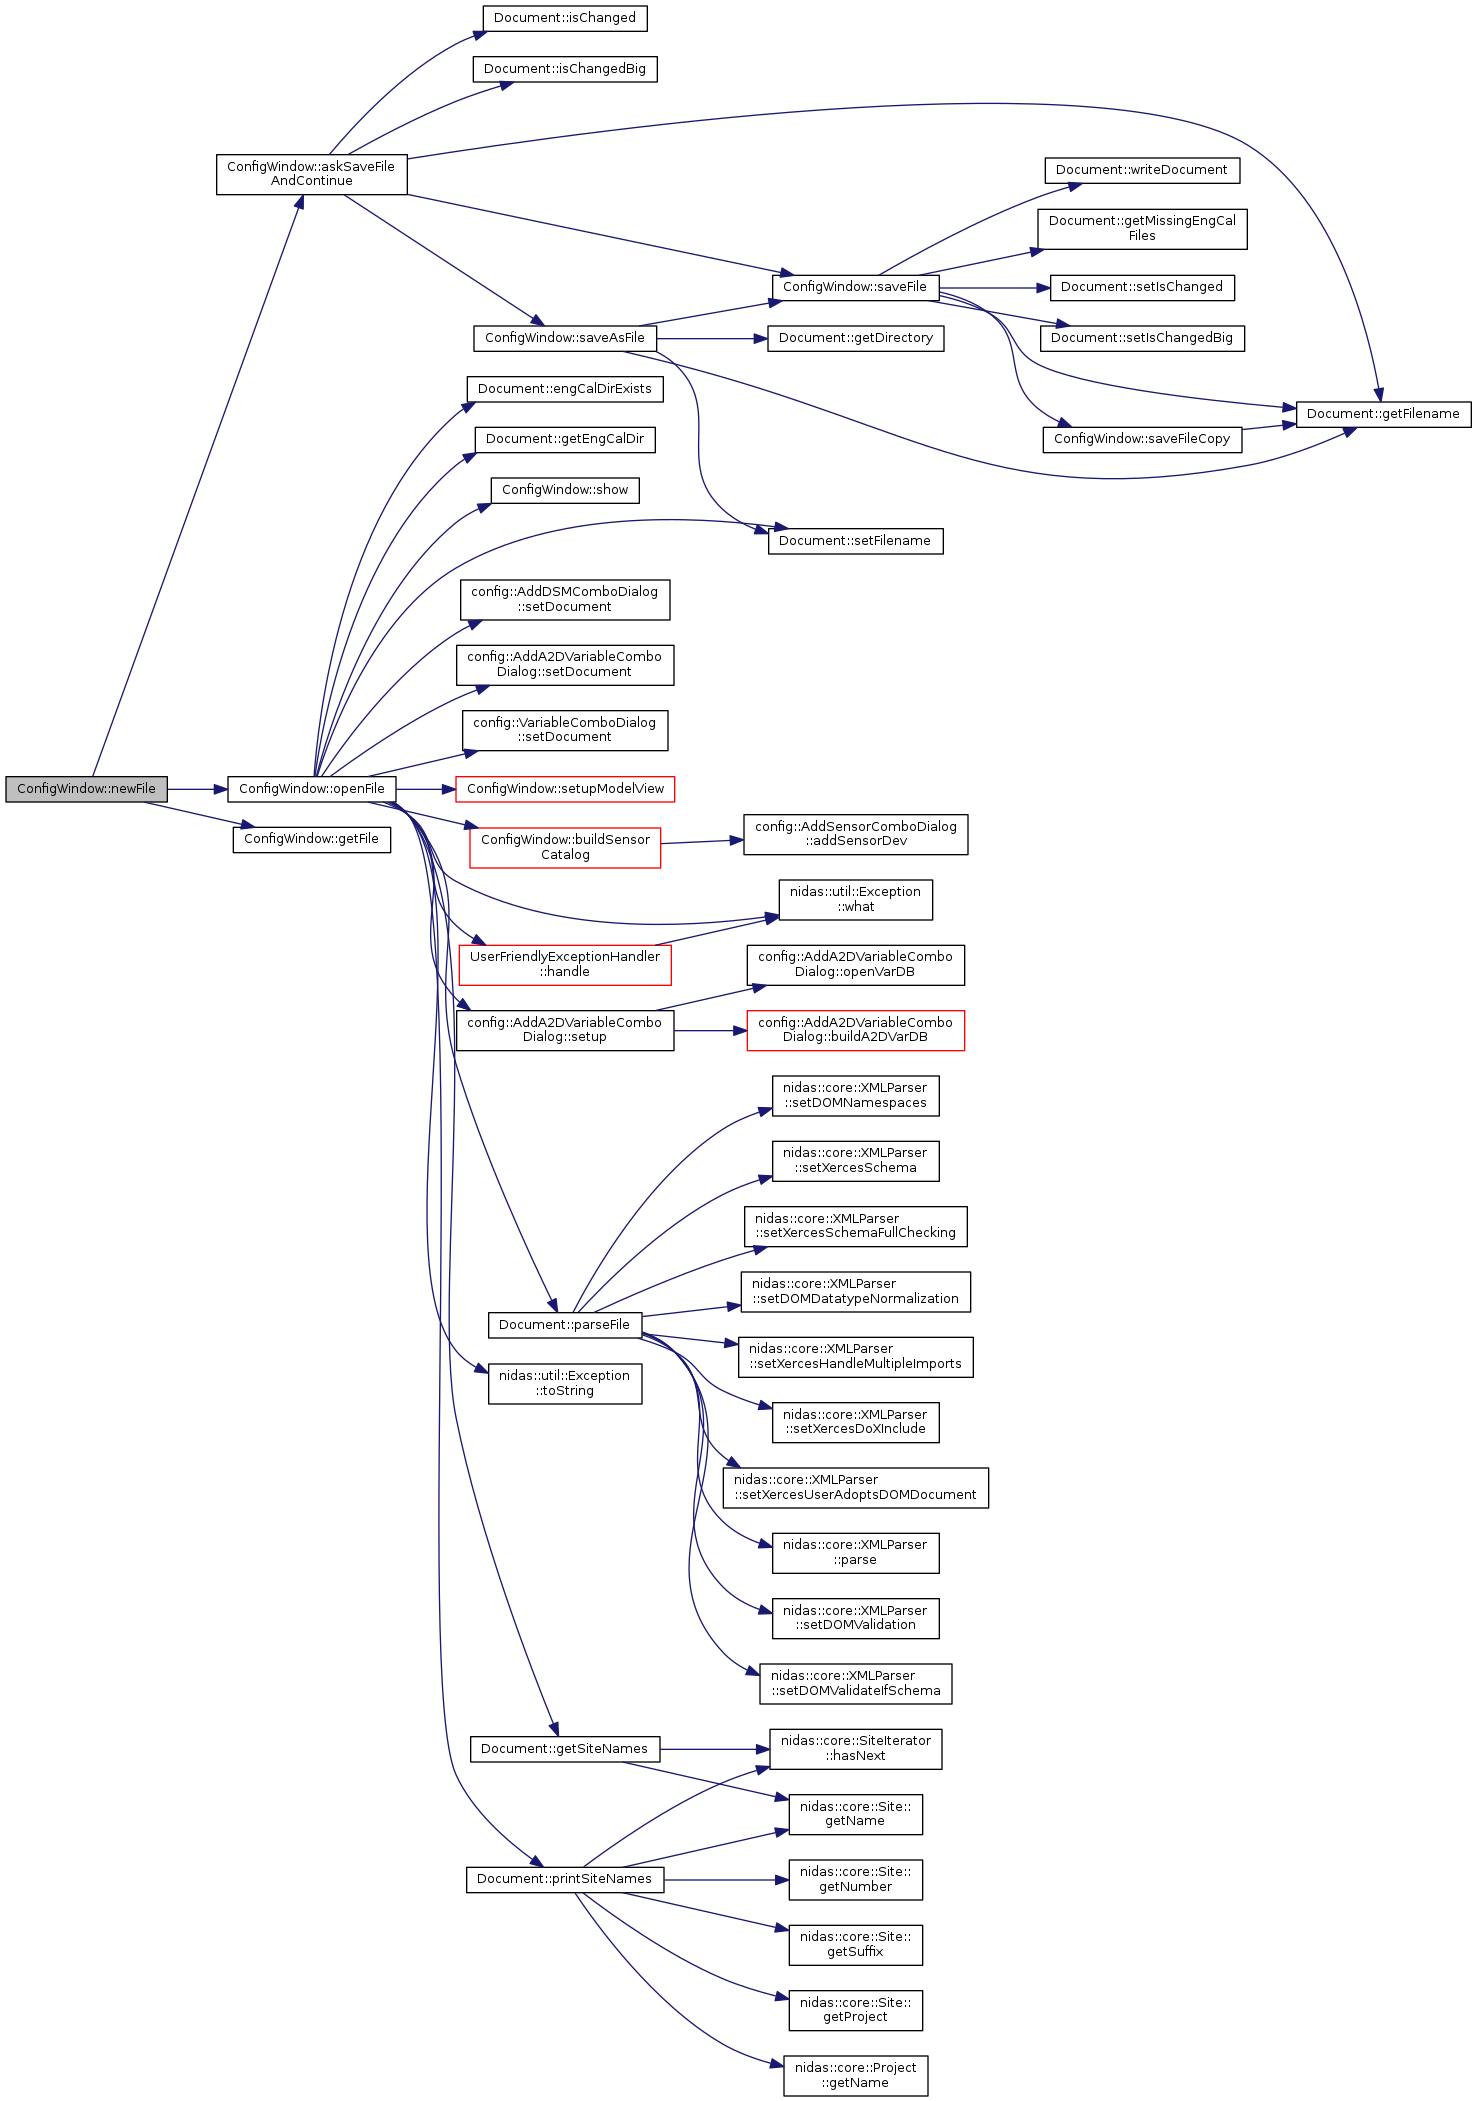 Document::isChanged
Document::isChangedBig
ConfigWindow::askSaveFile
AndContinue
Document::writeDocument
Document::getMissingEngCal
Files
ConfigWindow::saveFile
Document::setIsChanged
ConfigWindow::saveAsFile
Document::getDirectory
Document::setIsChangedBig
Document::engCalDirExists
Document::getFilename
Document::getEngCalDir
ConfigWindow::saveFileCopy
ConfigWindow::show
Document::setFilename
config::AddDSMComboDialog
::setDocument
config::AddA2DVariableCombo
Dialog::setDocument
config::VariableComboDialog
::setDocument
ConfigWindow::newFile
ConfigWindow::openFile
ConfigWindow::setupModelView
ConfigWindow::getFile
ConfigWindow::buildSensor
Catalog
config::AddSensorComboDialog
::addSensorDev
nidas::util::Exception
::what
UserFriendlyExceptionHandler
::handle
config::AddA2DVariableCombo
Dialog::openVarDB
config::AddA2DVariableCombo
Dialog::setup
config::AddA2DVariableCombo
Dialog::buildA2DVarDB
nidas::core::XMLParser
::setDOMNamespaces
nidas::core::XMLParser
::setXercesSchema
nidas::core::XMLParser
::setXercesSchemaFullChecking
nidas::core::XMLParser
::setDOMDatatypeNormalization
Document::parseFile
nidas::core::XMLParser
::setXercesHandleMultipleImports
nidas::util::Exception
::toString
nidas::core::XMLParser
::setXercesDoXInclude
nidas::core::XMLParser
::setXercesUserAdoptsDOMDocument
nidas::core::XMLParser
::parse
nidas::core::XMLParser
::setDOMValidation
nidas::core::XMLParser
::setDOMValidateIfSchema
Document::getSiteNames
nidas::core::SiteIterator
::hasNext
nidas::core::Site::
getName
Document::printSiteNames
nidas::core::Site::
getNumber
nidas::core::Site::
getSuffix
nidas::core::Site::
getProject
nidas::core::Project
::getName